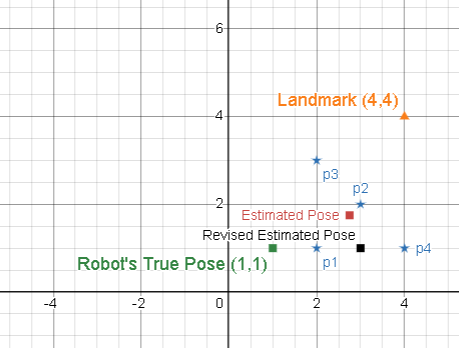 6
Landmark (4,4)
4
p3
p2
2
Estimated Pose
Revised Estimated Pose
p4
Robot's True Pose (1,1)
p1
-4
-2
0
2
4